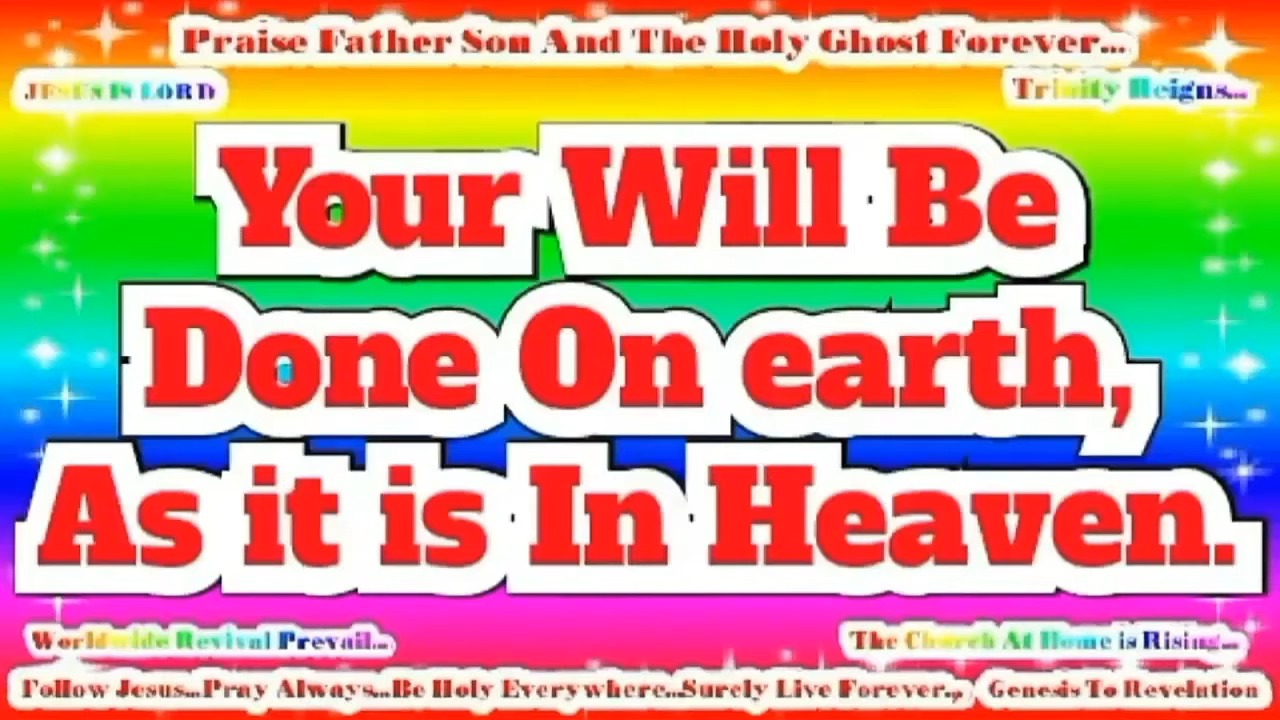 Praise Father Son And The Holy Ghost Forever...
JESUS IS LORD
Trinity Reigns...
Your Will Be
Done On earth,
As it is In Heaven.
Worldwide Revival Prevail...
The Church At Home is Rising...
Follow Jesus...Pray Always...Be Holy Everywhere...Surely Live Forever.., Genesis To Revelation